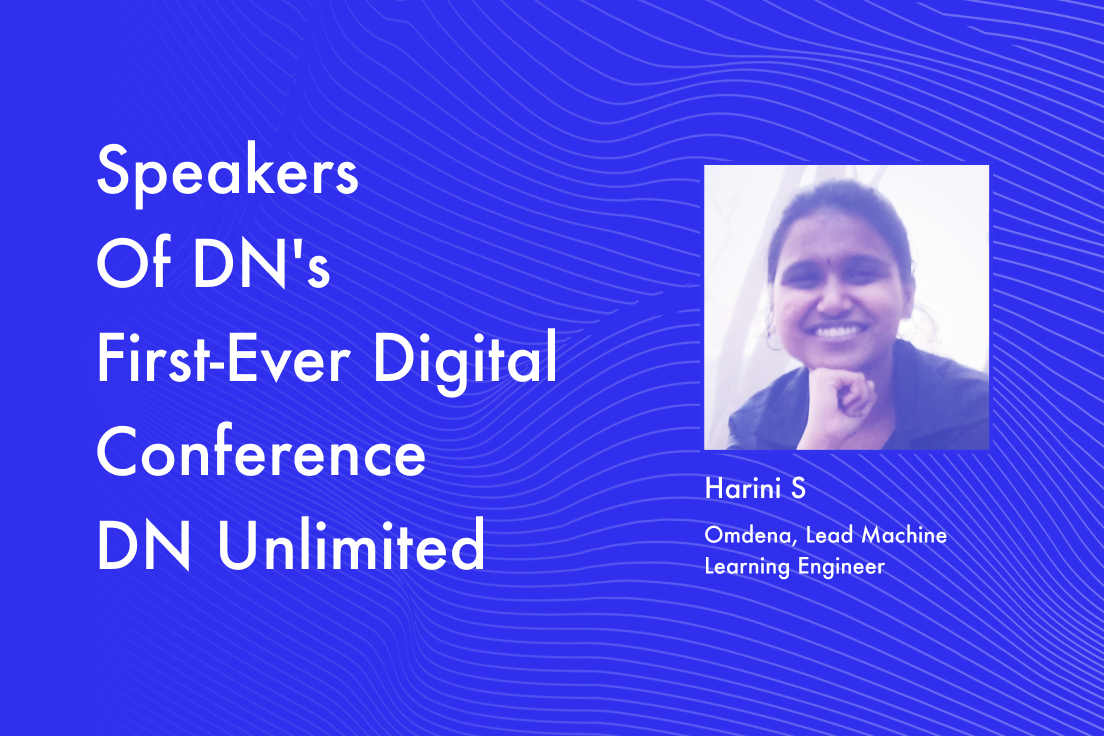 Speakers
Of DN's
First-Ever Digital
Conference
DN Unlimited
Harini S
Omdena, Lead Machine
Learning Engineer